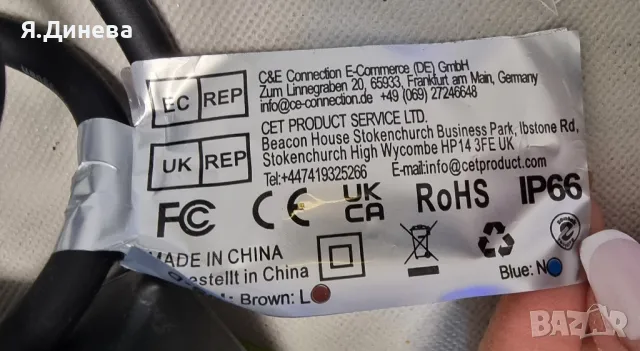 Я.Динева
C&E Connection E-Commerce (DE) GmbH
Zum Linnegraben 20, 65933, Frankfurt am Main, Germany
info@ce-connection.de +49 (069) 27246648
EC REP
CET PRODUCT SERVICE LTD.
Beacon House Stokenchurch Business Park, Ibstone Rd,
Stokenchurch High Wycombe HP14 3FE UK
UK REP
Tel:+447419325266 E-mail:info@cetproduct.com
FC CE UK CA RoHS IP66
MADE IN CHINA
Gestellt in China
Brown: L
Blue: N
BAZAR.bg